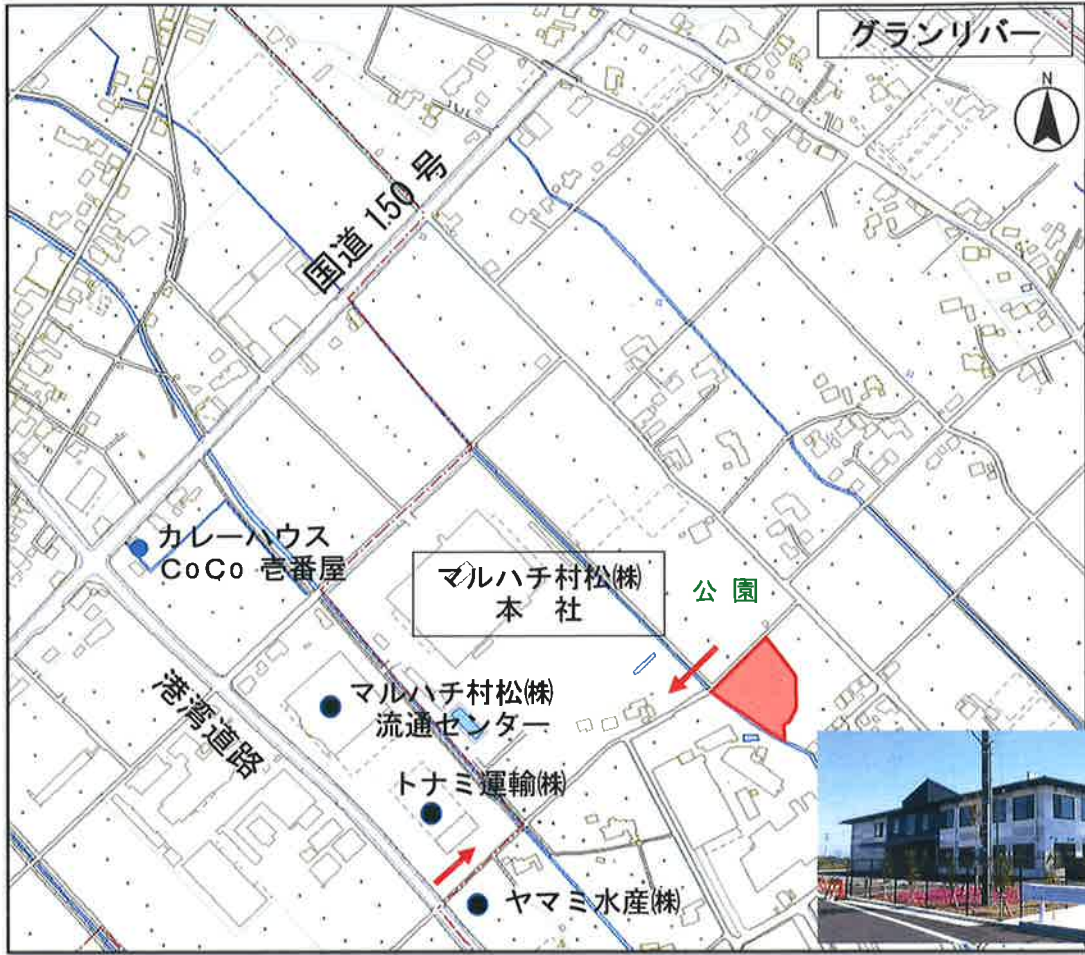 グランリバー
N
国道 150 号
カレーハウス
CoCo 壱番屋
マルハチ村松㈱
本 社
公 園
マルハチ村松㈱
流通センター
港湾道路
トナミ運輸㈱
ヤマミ水産㈱